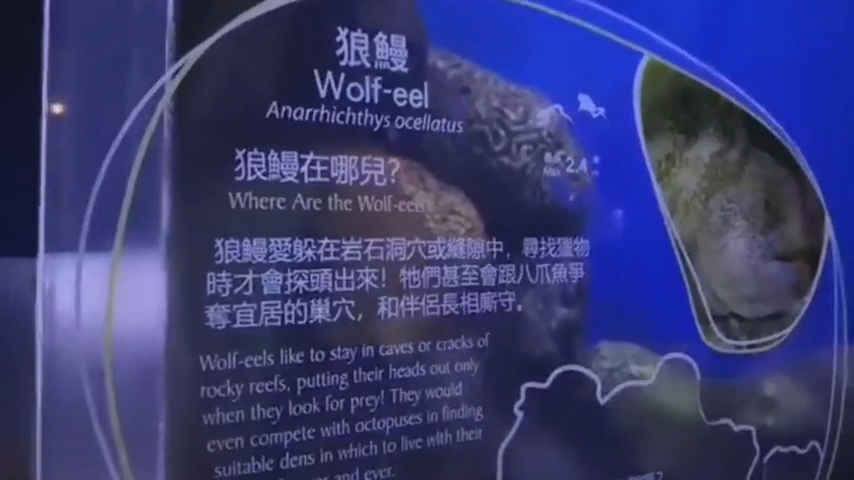 狼鰻
Wolf-eel
Anarrhichthys ocellatus
2.4
狼鰻在哪兒?
Where Are the Wolf-eels
狼鰻愛躲在岩石洞穴或縫隙中，尋找獵物
時才會探頭出來！牠們甚至會跟八爪魚爭
奪宜居的巢穴，和伴侶長相廝守。
Wolf-eels like to stay in caves or cracks of
rocky reefs, putting their heads out only
when they look for prey! They would
even compete with octopuses in finding
suitable dens in which to live with their
and ever.